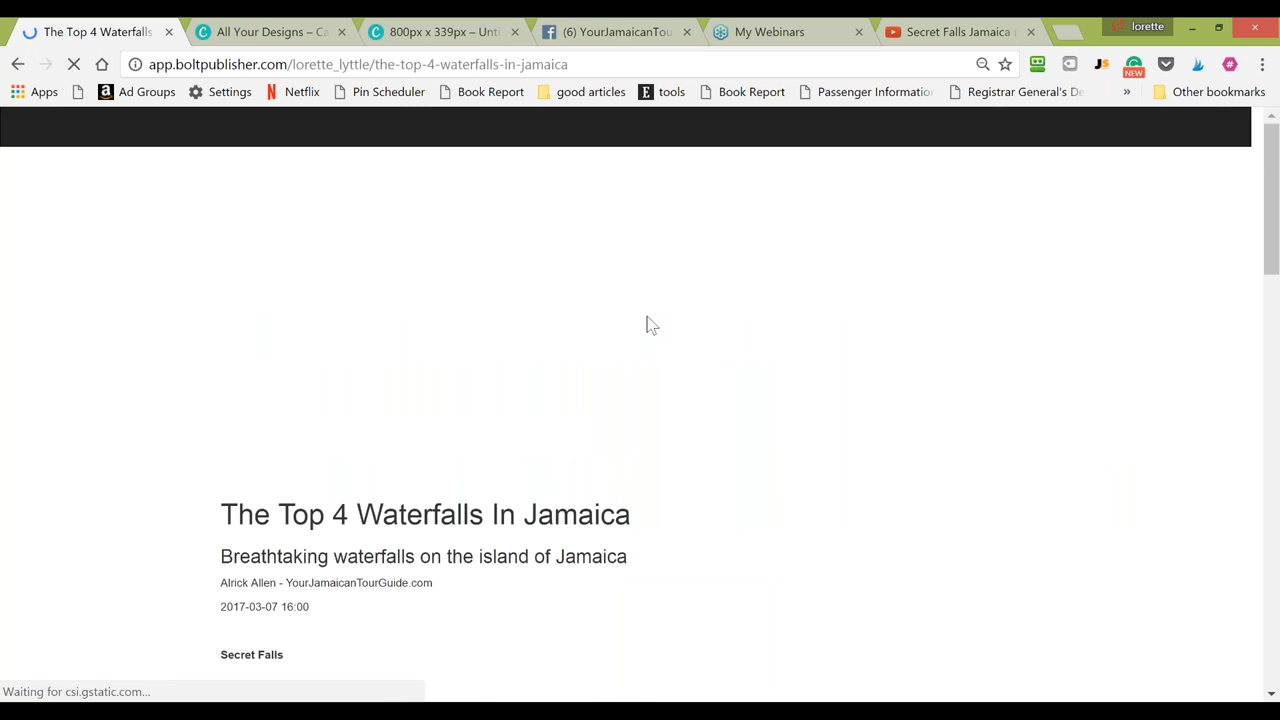 The Top 4 Waterfalls
All Your Designs – Ca
800px x 339px – Unti
(6) YourJamaicanTou
My Webinars
Secret Falls Jamaica (
lorette
app.boltpublisher.com/lorette_lyttle/the-top-4-waterfalls-in-jamaica
NEW
Apps
Ad Groups
Settings
Netflix
Pin Scheduler
Book Report
good articles
tools
Book Report
Passenger Information
Registrar General's De
»
Other bookmarks
The Top 4 Waterfalls In Jamaica
Breathtaking waterfalls on the island of Jamaica
Alrick Allen - YourJamaicanTourGuide.com
2017-03-07 16:00
Secret Falls
Waiting for csi.gstatic.com...